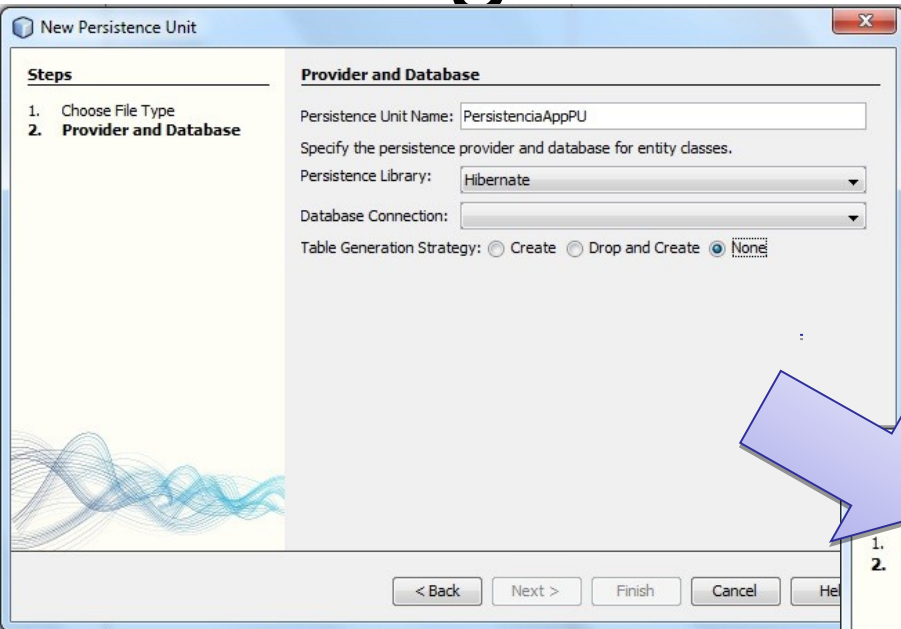 New Persistence Unit
Steps
1. Choose File Type
2. Provider and Database
Provider and Database
Persistence Unit Name: PersistenciaAppPU
Specify the persistence provider and database for entity classes.
Persistence Library: Hibernate
Database Connection:
Table Generation Strategy: Create Drop and Create None
< Back Next > Finish Cancel Hel
1.
2.